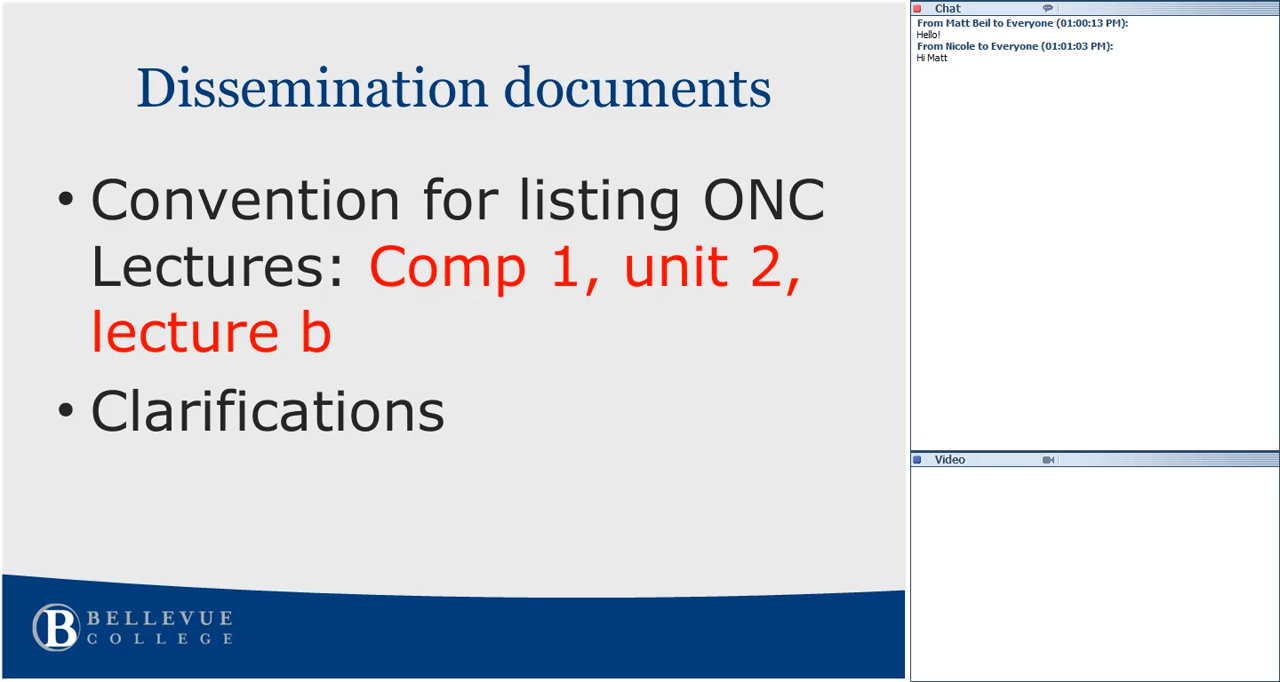 Dissemination documents
• Convention for listing ONC
Lectures: Comp 1, unit 2,
lecture b
• Clarifications
B BELLEVUE
COLLEGE
Chat
From Matt Beil to Everyone (01:00:13 PM):
Hello!
From Nicole to Everyone (01:01:03 PM):
Hi Matt
Video